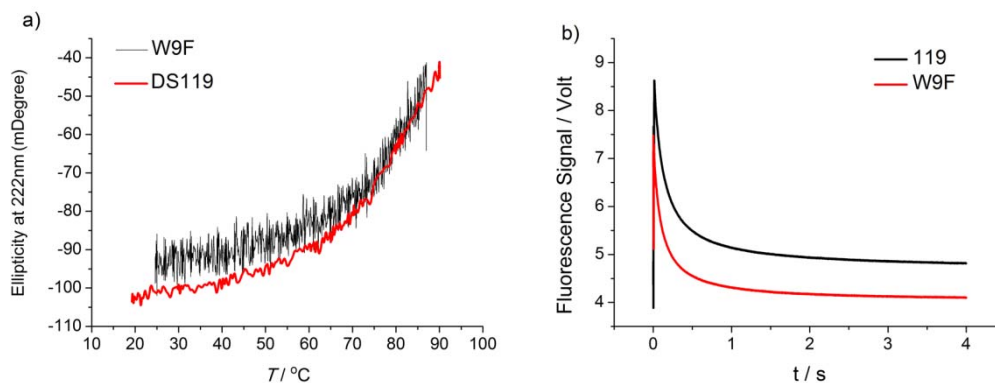 a)
W9F
DS119
Ellipticity at 222nm (mDegree)
-40
-50
-60
-70
-80
-90
-100
-110
10 20 30 40 50 60 70 80 90 100
T / °C
b)
119
W9F
Fluorescence Signal / Volt
9
8
7
6
5
4
0 1 2 3 4
t / s